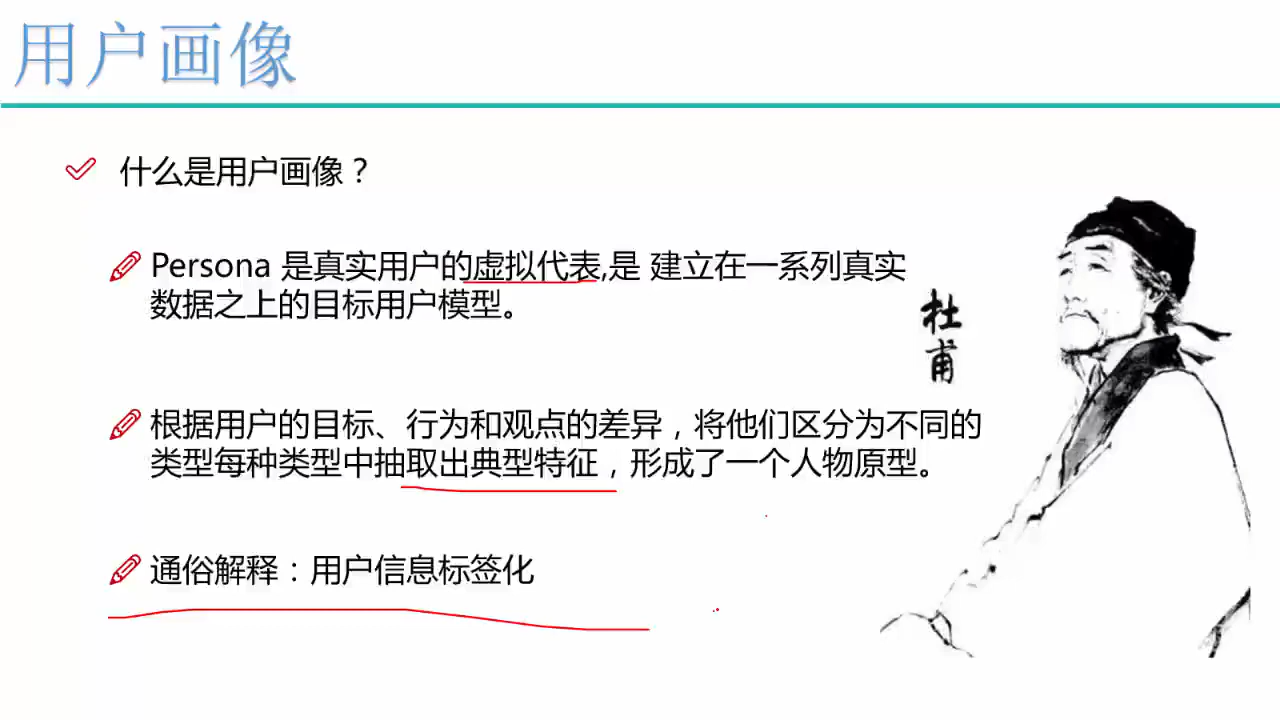 用户画像
什么是用户画像？
Persona 是真实用户的虚拟代表,是 建立在一系列真实
数据之上的目标用户模型。
杜
甫
根据用户的目标、行为和观点的差异，将他们区分为不同的
类型每种类型中抽取出典型特征，形成了一个人物原型。
通俗解释：用户信息标签化